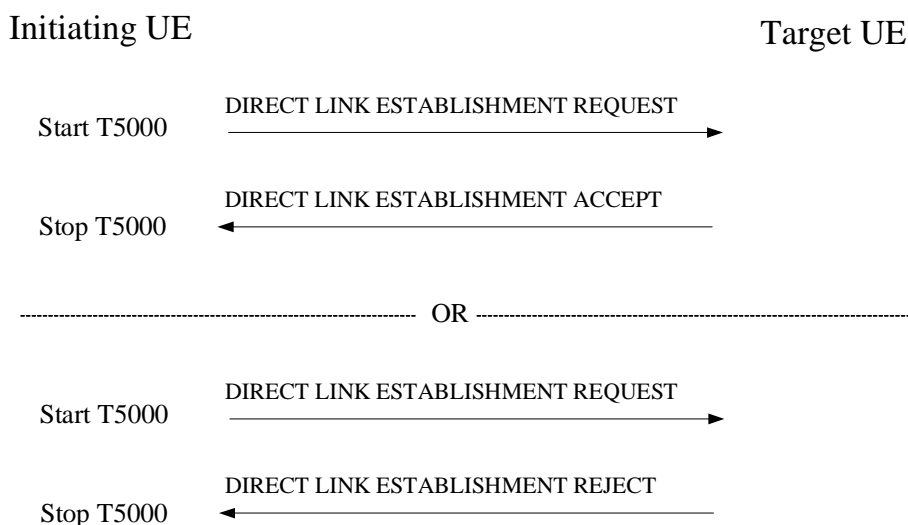 Initiating UE
Target UE
DIRECT LINK ESTABLISHMENT REQUEST
Start T5000
DIRECT LINK ESTABLISHMENT ACCEPT
Stop T5000
OR
DIRECT LINK ESTABLISHMENT REQUEST
Start T5000
DIRECT LINK ESTABLISHMENT REJECT
Stop T5000